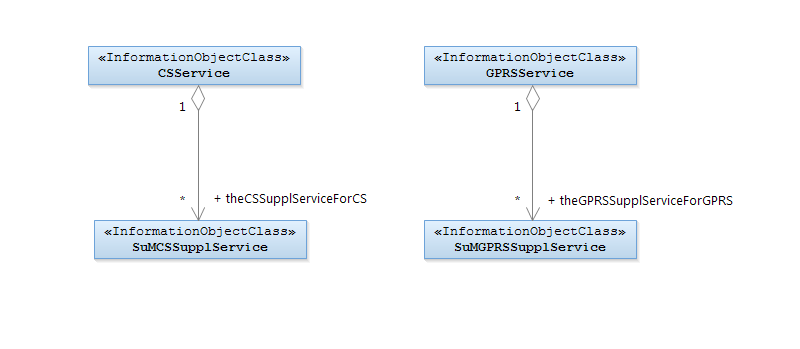 «InformationObjectClass»
CSService
«InformationObjectClass»
GPRSService
1
1
*
+ theCSSupplServiceForCS
*
+ theGPRSSupplServiceForGPRS
«InformationObjectClass»
SuMCSSupplService
«InformationObjectClass»
SuMGPRSSupplService